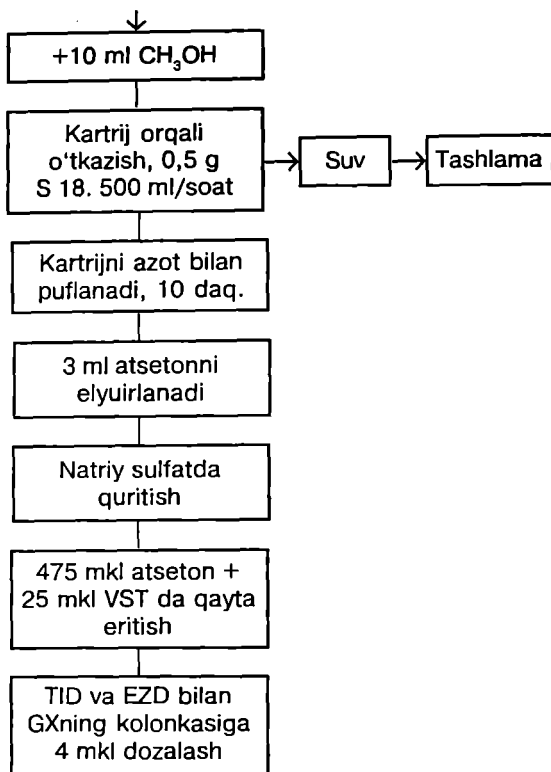 +10 ml CH₃OH
Kartrij orqali
o‘tkazish, 0,5 g
S 18. 500 ml/soat
Suv
Tashlama
Kartrijni azot bilan
puflanadi, 10 daq.
3 ml atsetonni
elyuirlanadi
Natriy sulfatda
quritish
475 mkl atseton +
25 mkl VST da qayta
eritish
TID va EZD bilan
GXning kolonkasiga
4 mkl dozalash